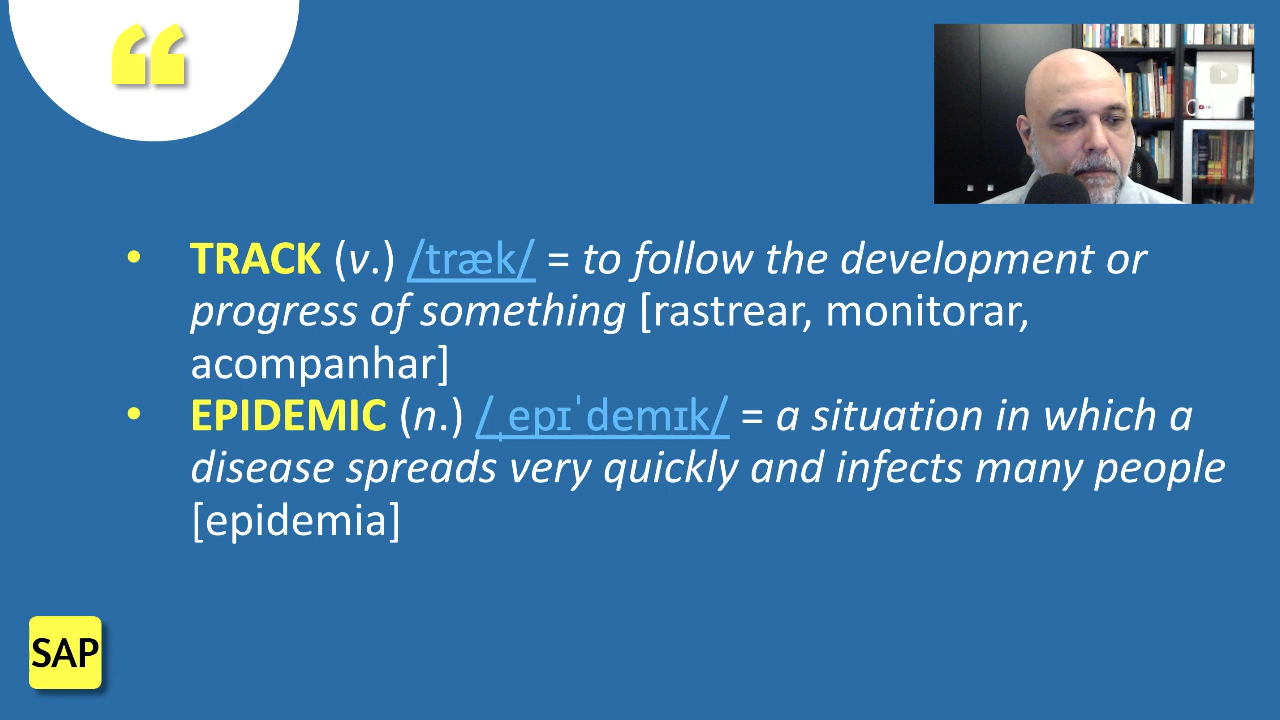 “
• TRACK (v.) /træk/ = to follow the development or
progress of something [rastrear, monitorar,
acompanhar]
• EPIDEMIC (n.) /ˌepɪˈdemɪk/ = a situation in which a
disease spreads very quickly and infects many people
[epidemia]
SAP